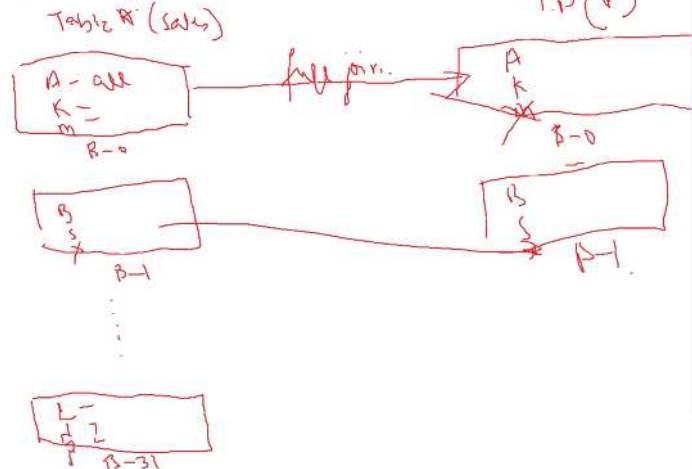 Table A (Sales)
A - all
K =
m -
B-0
full join.
A
K
m
B-0
B
S
B-1
B
S
B-1
L -
B-31